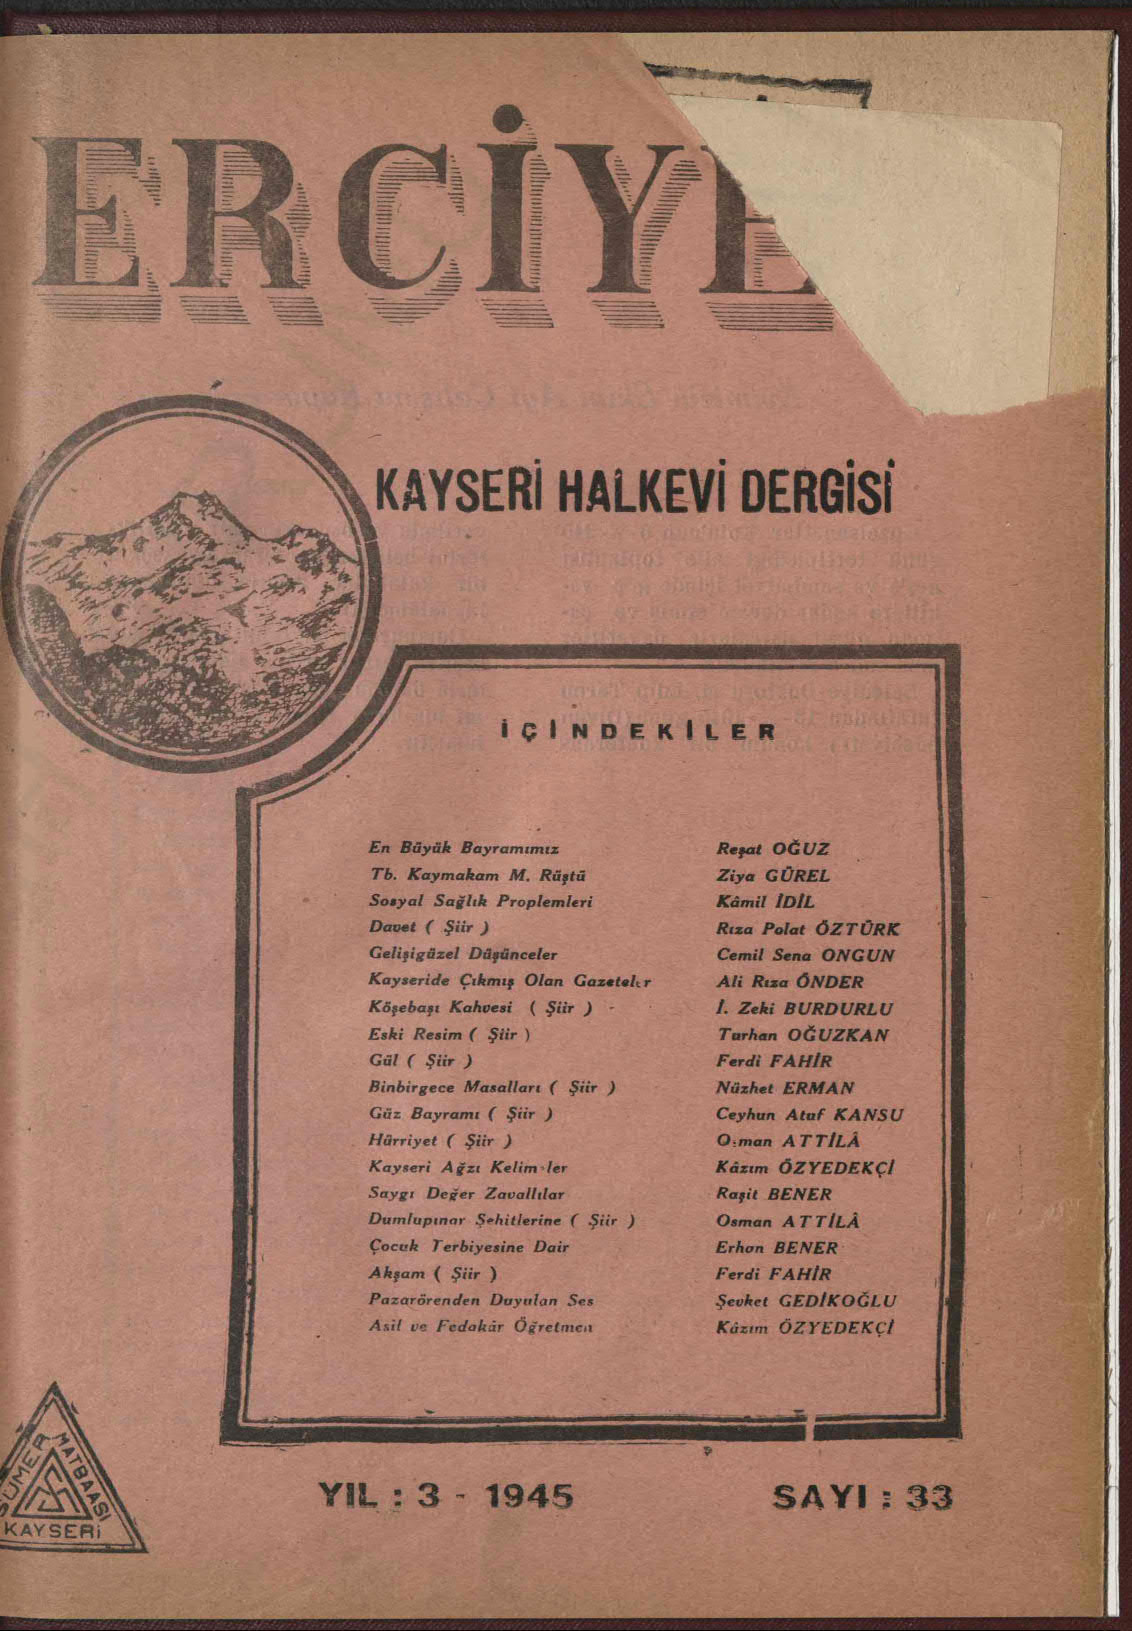 ERCİYE
KAYSERİ HALKEVİ DERGİSİ
İÇİNDEKİLER
En Büyük Bayramımız Reşat OĞUZ
Tb. Kaymakam M. Rüştü Ziya GÜREL
Sosyal Sağlık Proplemleri Kâmil İDİL
Davet ( Şiir ) Rıza Polat ÖZTÜRK
Gelişigüzel Düşünceler Cemil Sena ONGUN
Kayseride Çıkmış Olan Gazeteler Ali Rıza ÖNDER
Köşebaşı Kahvesi ( Şiir ) - İ. Zeki BURDURLU
Eski Resim ( Şiir ) Turhan OĞUZKAN
Gül ( Şiir ) Ferdi FAHİR
Binbirgece Masalları ( Şiir ) Nüzhet ERMAN
Güz Bayramı ( Şiir ) Ceyhun Atuf KANSU
Hürriyet ( Şiir ) Osman ATTİLÂ
Kayseri Ağzı Kelimeler Kâzım ÖZYEDEKÇİ
Saygı Değer Zavallılar Raşit BENER
Dumlupınar Şehitlerine ( Şiir ) Osman ATTİLÂ
Çocuk Terbiyesine Dair Erhan BENER
Akşam ( Şiir ) Ferdi FAHİR
Pazarörenden Duyulan Ses Şevket GEDİKOĞLU
Asil ve Fedakâr Öğretmen Kâzım ÖZYEDEKÇİ
SÜMER MATBAASI
KAYSERİ
YIL : 3 - 1945 SAYI : 33